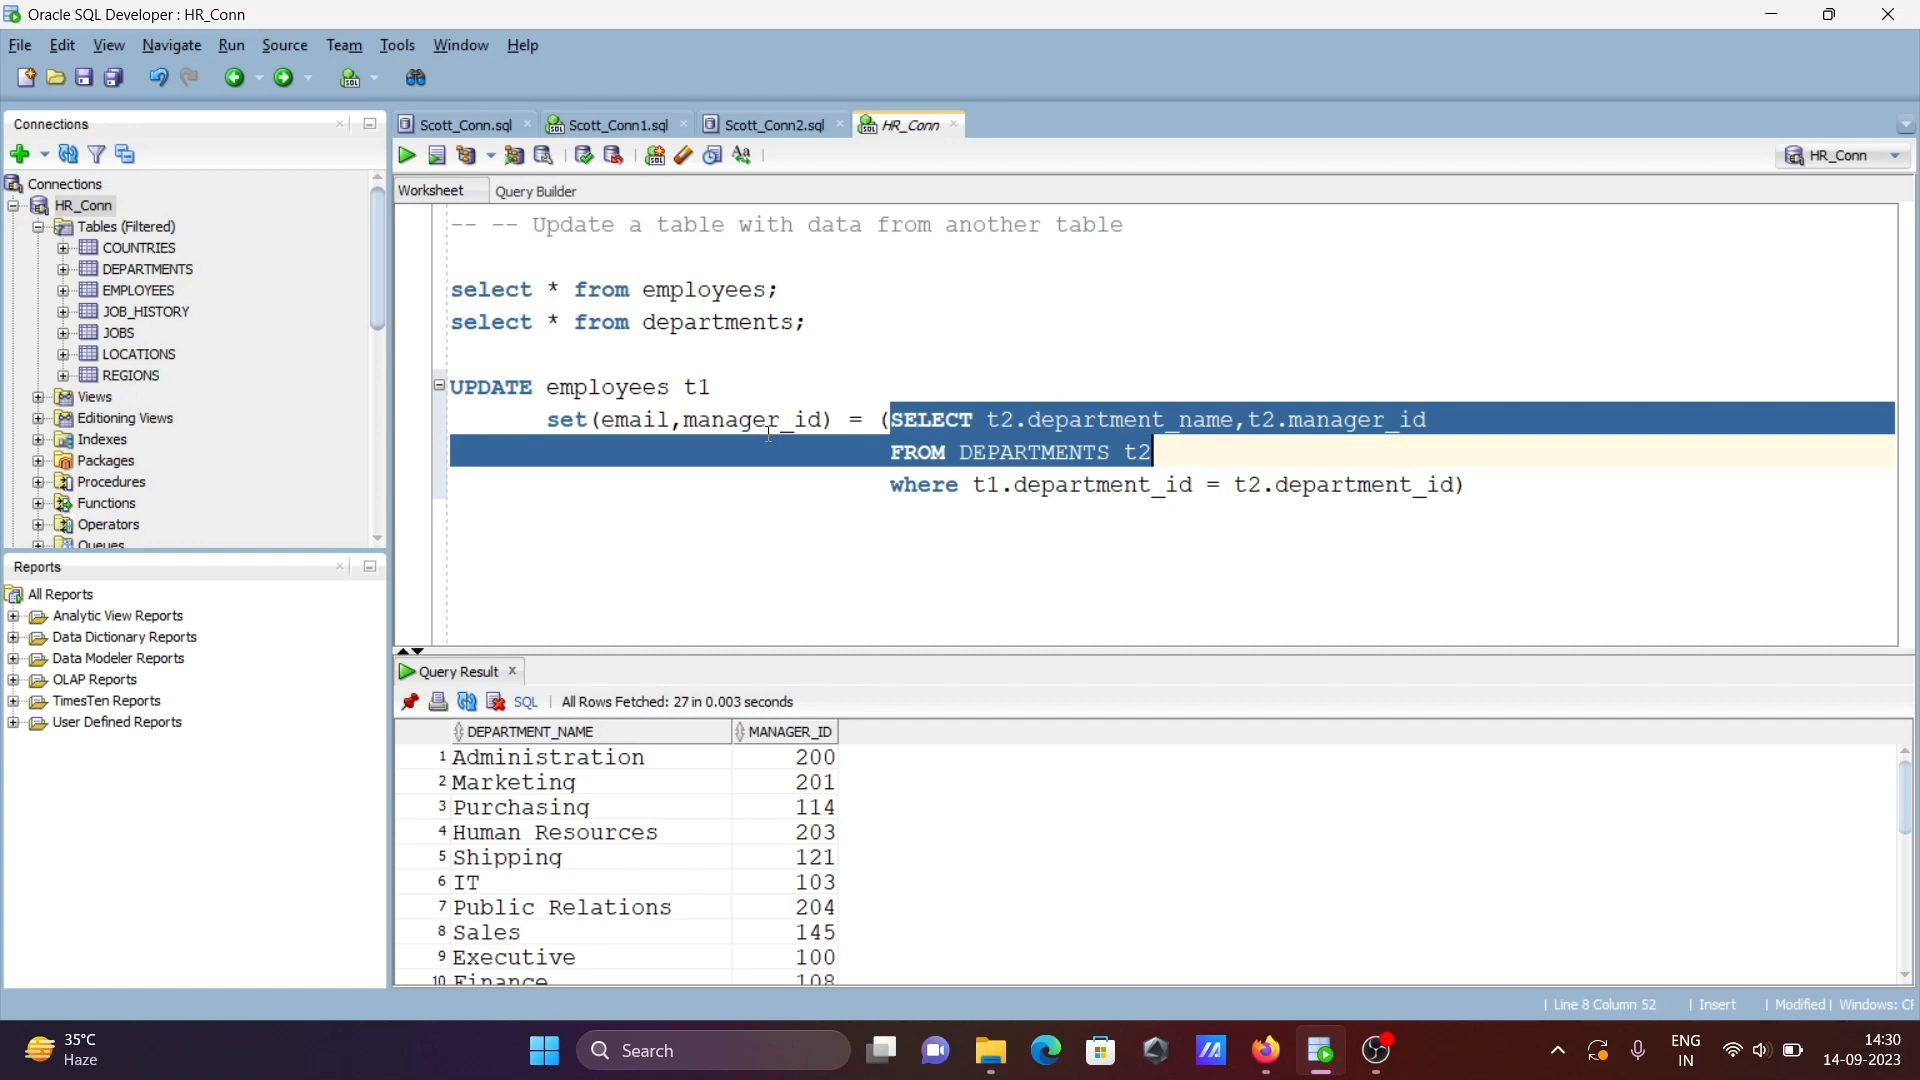 Oracle SQL Developer : HR_Conn
File Edit View Navigate Run Source Team Tools Window Help
Connections
Scott_Conn.sql Scott_Conn1.sql Scott_Conn2.sql HR_Conn
HR_Conn
Worksheet Query Builder
Connections
HR_Conn
Tables (Filtered)
COUNTRIES
DEPARTMENTS
EMPLOYEES
JOB_HISTORY
JOBS
LOCATIONS
REGIONS
Views
Editioning Views
Indexes
Packages
Procedures
Functions
Operators
Queues
-- -- Update a table with data from another table
select * from employees;
select * from departments;
UPDATE employees t1
set(email,manager_id) = (SELECT t2.department_name,t2.manager_id
FROM DEPARTMENTS t2
where t1.department_id = t2.department_id)
Reports
All Reports
Analytic View Reports
Data Dictionary Reports
Data Modeler Reports
OLAP Reports
TimesTen Reports
User Defined Reports
Query Result
SQL | All Rows Fetched: 27 in 0.003 seconds
DEPARTMENT_NAME MANAGER_ID
1 Administration 200
2 Marketing 201
3 Purchasing 114
4 Human Resources 203
5 Shipping 121
6 IT 103
7 Public Relations 204
8 Sales 145
9 Executive 100
10 Finance 108
| Line 8 Column 52 | Insert | Modified | Windows: C
35°C
Haze
Search
ENG
IN
14:30
14-09-2023